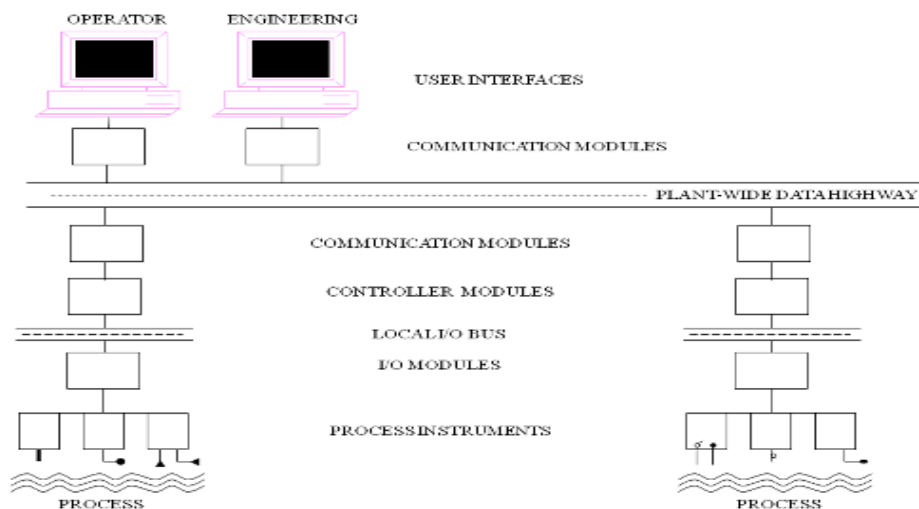 OPERATOR ENGINEERING
USER INTERFACES
COMMUNICATION MODULES
PLANT-WIDE DATA HIGHWAY
COMMUNICATION MODULES
CONTROLLER MODULES
LOCAL I/O BUS
I/O MODULES
PROCESS INSTRUMENTS
PROCESS PROCESS